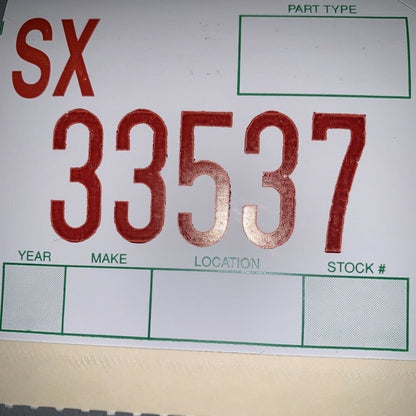 PART TYPE
SX
33537
YEAR MAKE LOCATION STOCK #